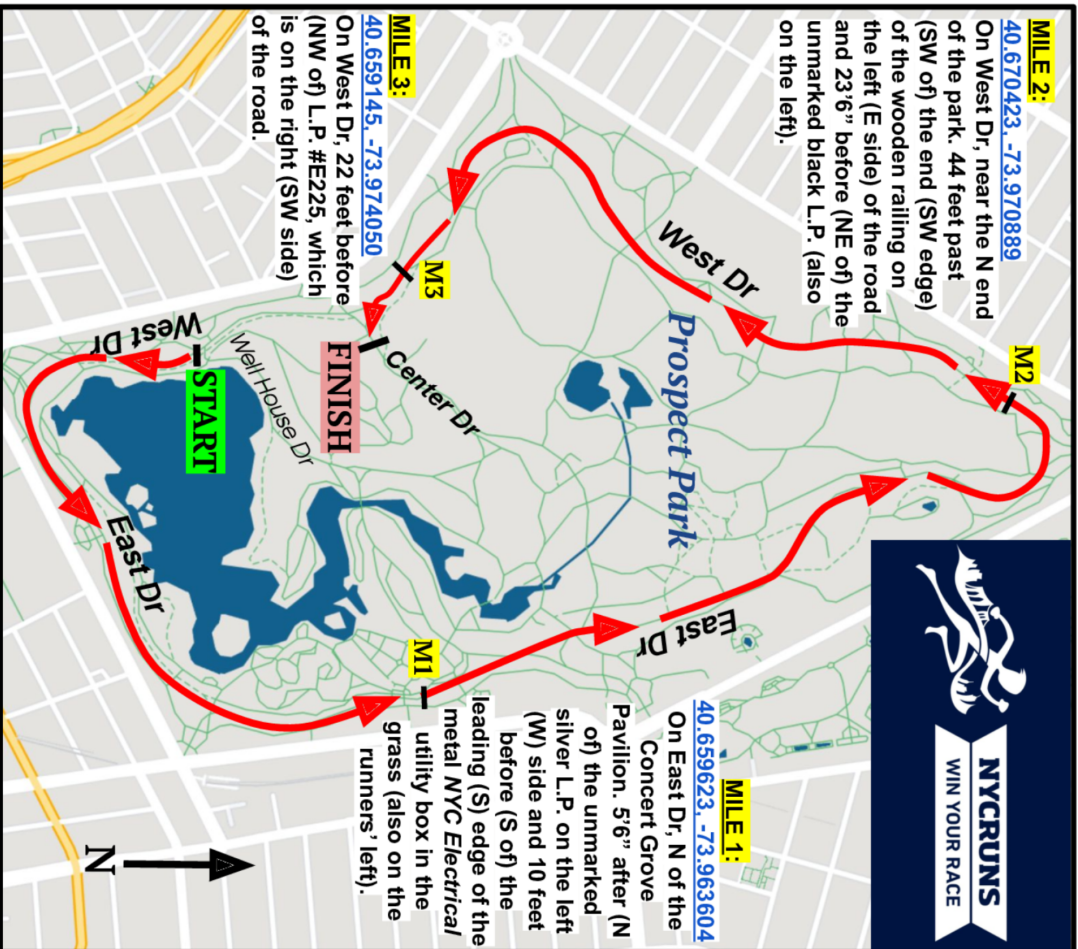 MILE 2:
40.670423, -73.970889
On West Dr, near the N end
of the park. 44 feet past
(SW of) the end (SW edge)
of the wooden railing on
the left (E side) of the road
and 23'6" before (NE of) the
unmarked black L.P. (also
on the left).
M2
West Dr
Prospect Park
NYCRUNS
WIN YOUR RACE
MILE 3:
40.659145, -73.974050
On West Dr, 22 feet before
(NW of) L.P. #E225, which
is on the right (SW side)
of the road.
M3
FINISH
Center Dr
Well House Dr
START
West Dr
East Dr
M1
East Dr
MILE 1:
40.659623, -73.963604
On East Dr, N of the
Concert Grove
Pavilion. 5'6" after (N
of) the unmarked
silver L.P. on the left
(W) side and 10 feet
before (S of) the
leading (S) edge of the
metal NYC Electrical
utility box in the
grass (also on the
runners' left).
N